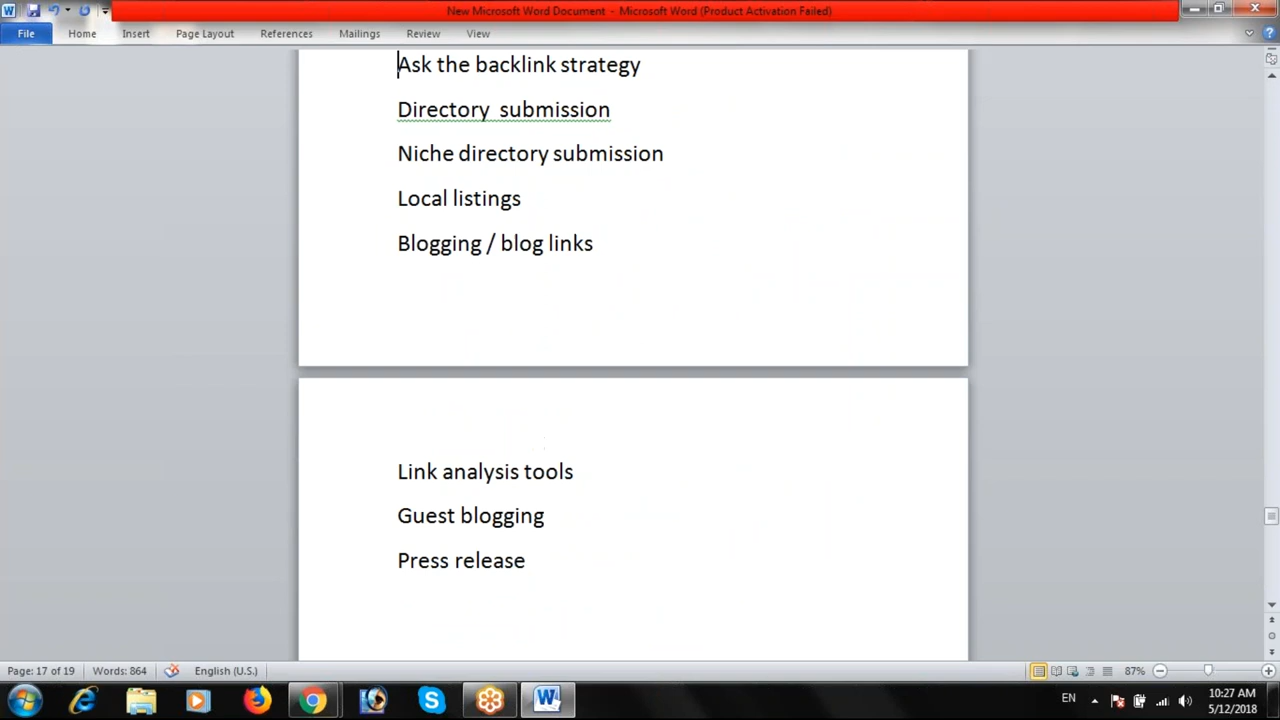 New Microsoft Word Document - Microsoft Word (Product Activation Failed)
File Home Insert Page Layout References Mailings Review View
Ask the backlink strategy
Directory submission
Niche directory submission
Local listings
Blogging / blog links
Link analysis tools
Guest blogging
Press release
Page: 17 of 19 Words: 864 English (U.S.) 87%
EN 10:27 AM
5/12/2018